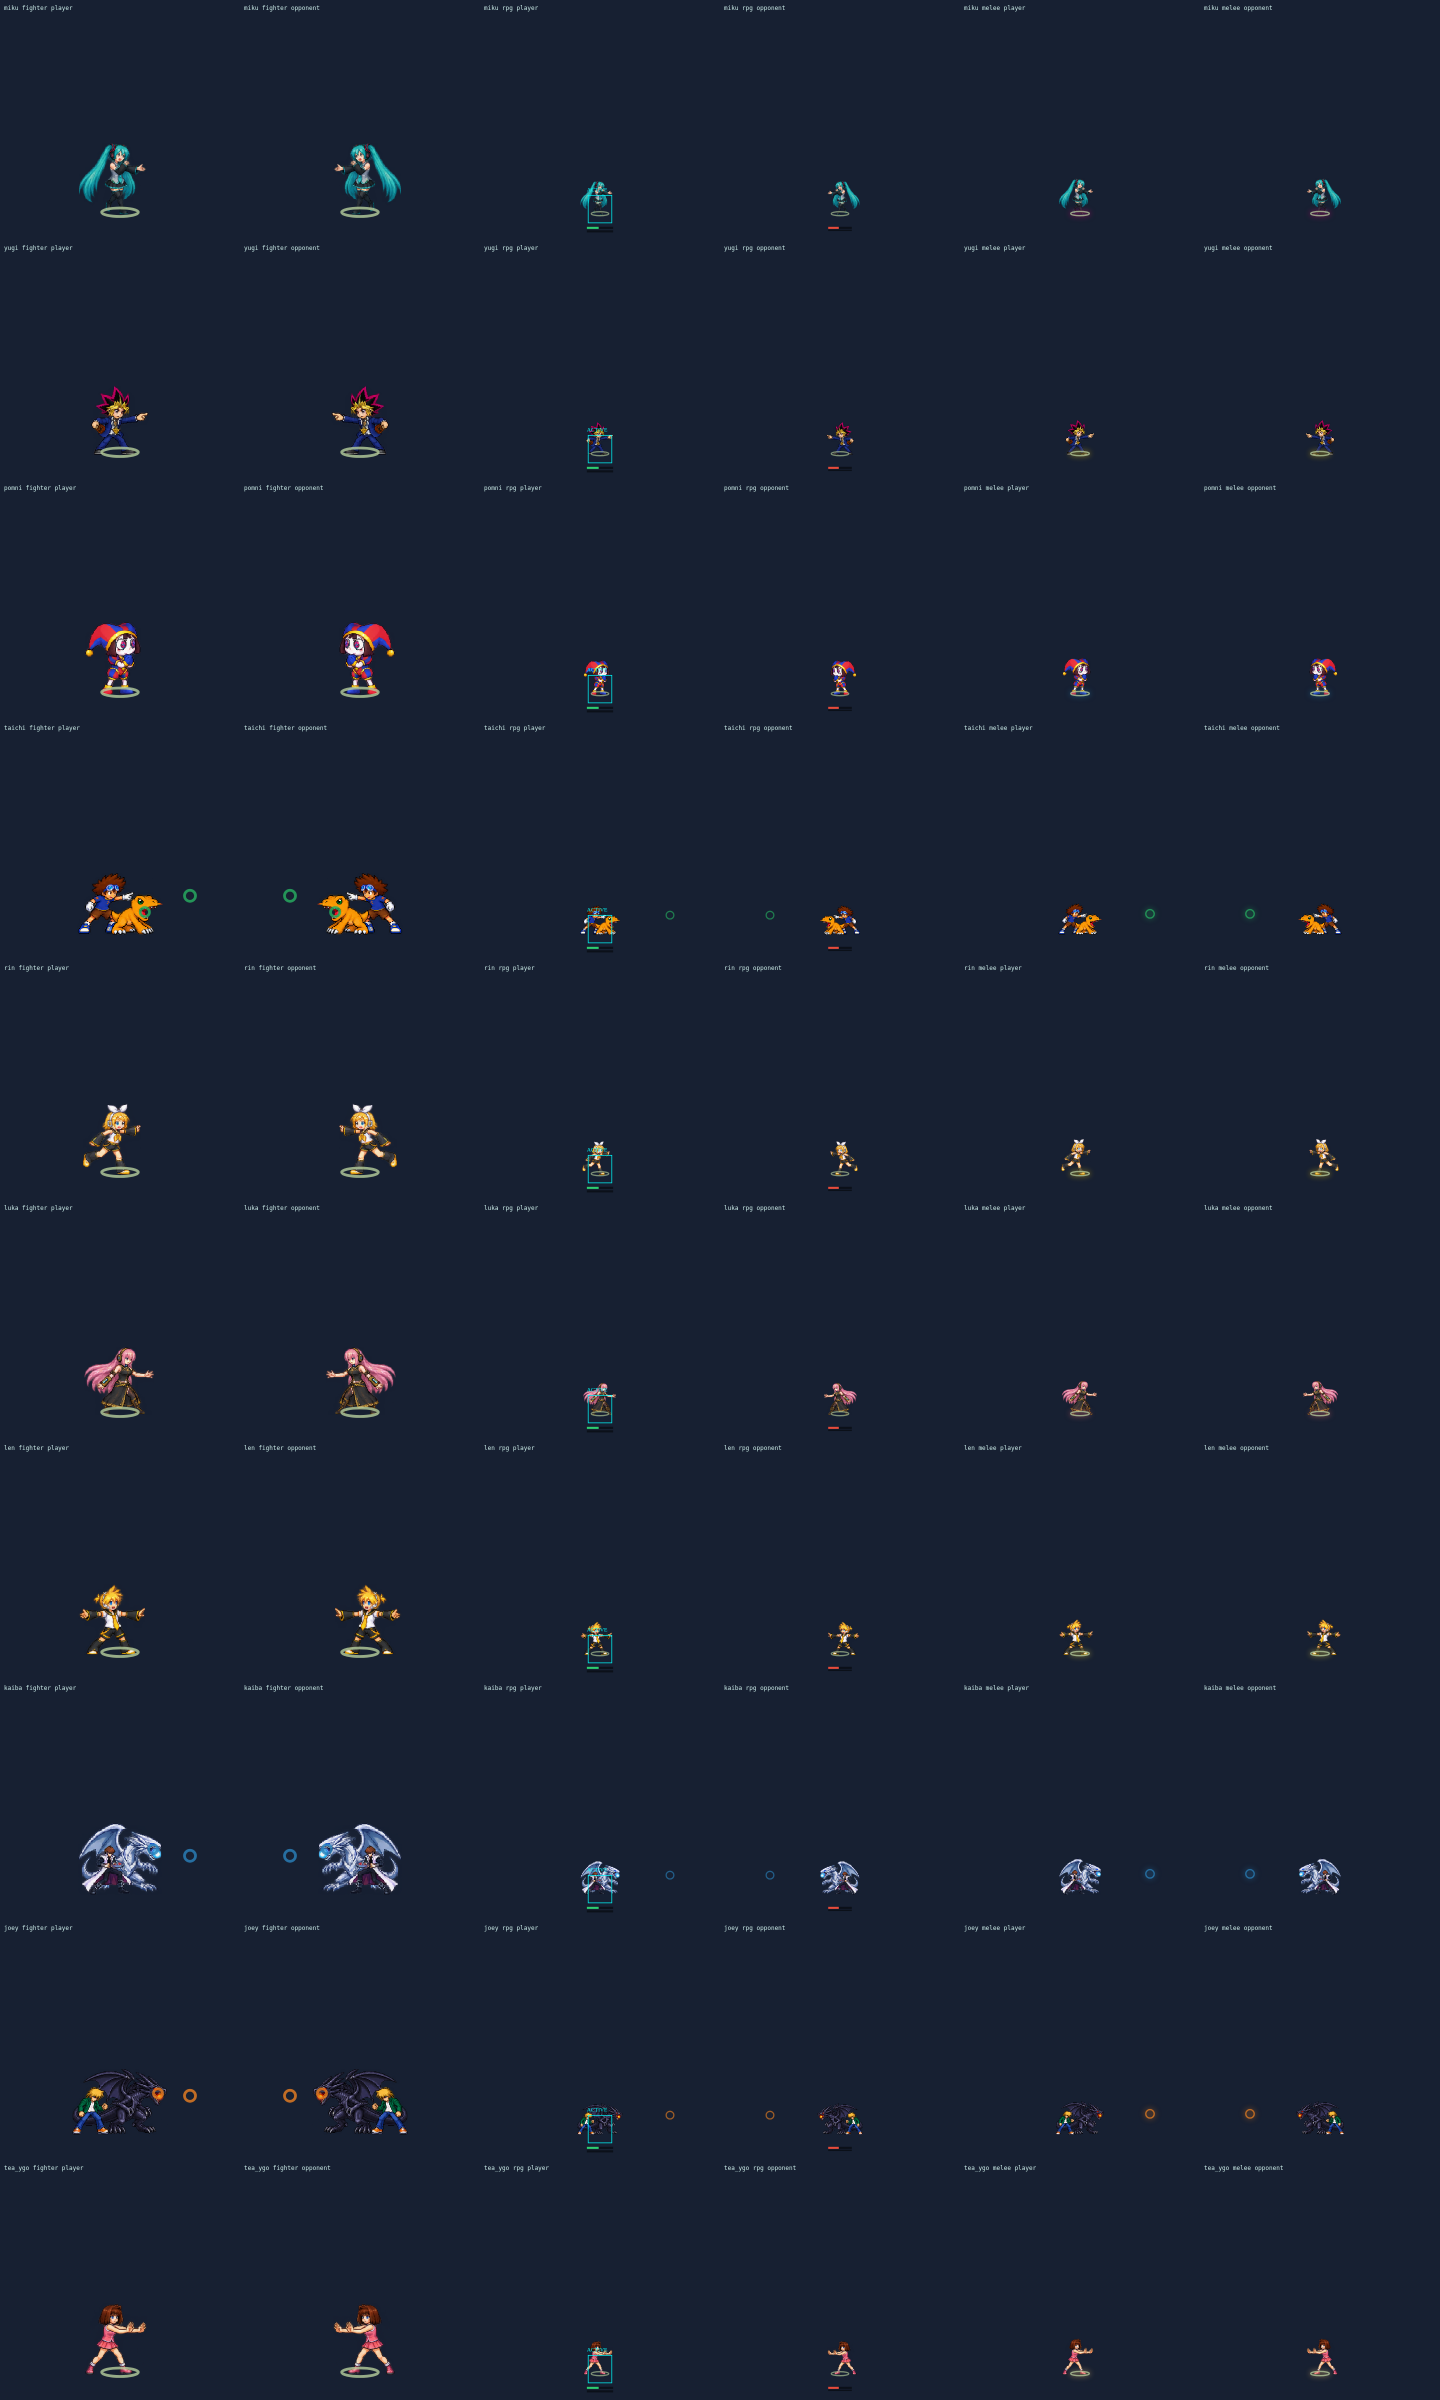 miku fighter player
miku fighter opponent
miku rpg player
miku rpg opponent
miku melee player
miku melee opponent
yugi fighter player
yugi fighter opponent
yugi rpg player
yugi rpg opponent
yugi melee player
yugi melee opponent
ACTIVE
pomni fighter player
pomni fighter opponent
pomni rpg player
pomni rpg opponent
pomni melee player
pomni melee opponent
taichi fighter player
taichi fighter opponent
taichi rpg player
taichi rpg opponent
taichi melee player
taichi melee opponent
ACTIVE
rin fighter player
rin fighter opponent
rin rpg player
rin rpg opponent
rin melee player
rin melee opponent
luka fighter player
luka fighter opponent
luka rpg player
luka rpg opponent
luka melee player
luka melee opponent
len fighter player
len fighter opponent
len rpg player
len rpg opponent
len melee player
len melee opponent
kaiba fighter player
kaiba fighter opponent
kaiba rpg player
kaiba rpg opponent
kaiba melee player
kaiba melee opponent
joey fighter player
joey fighter opponent
joey rpg player
joey rpg opponent
joey melee player
joey melee opponent
ACTIVE
tea_ygo fighter player
tea_ygo fighter opponent
tea_ygo rpg player
tea_ygo rpg opponent
tea_ygo melee player
tea_ygo melee opponent
ACTIVE